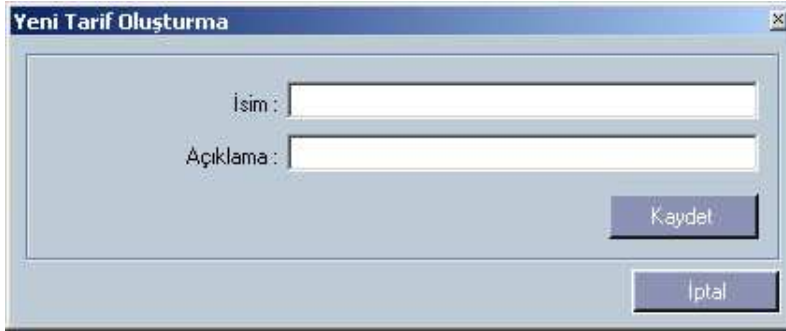 Yeni Tarif Oluşturma
İsim :
Açıklama :
Kaydet
İptal